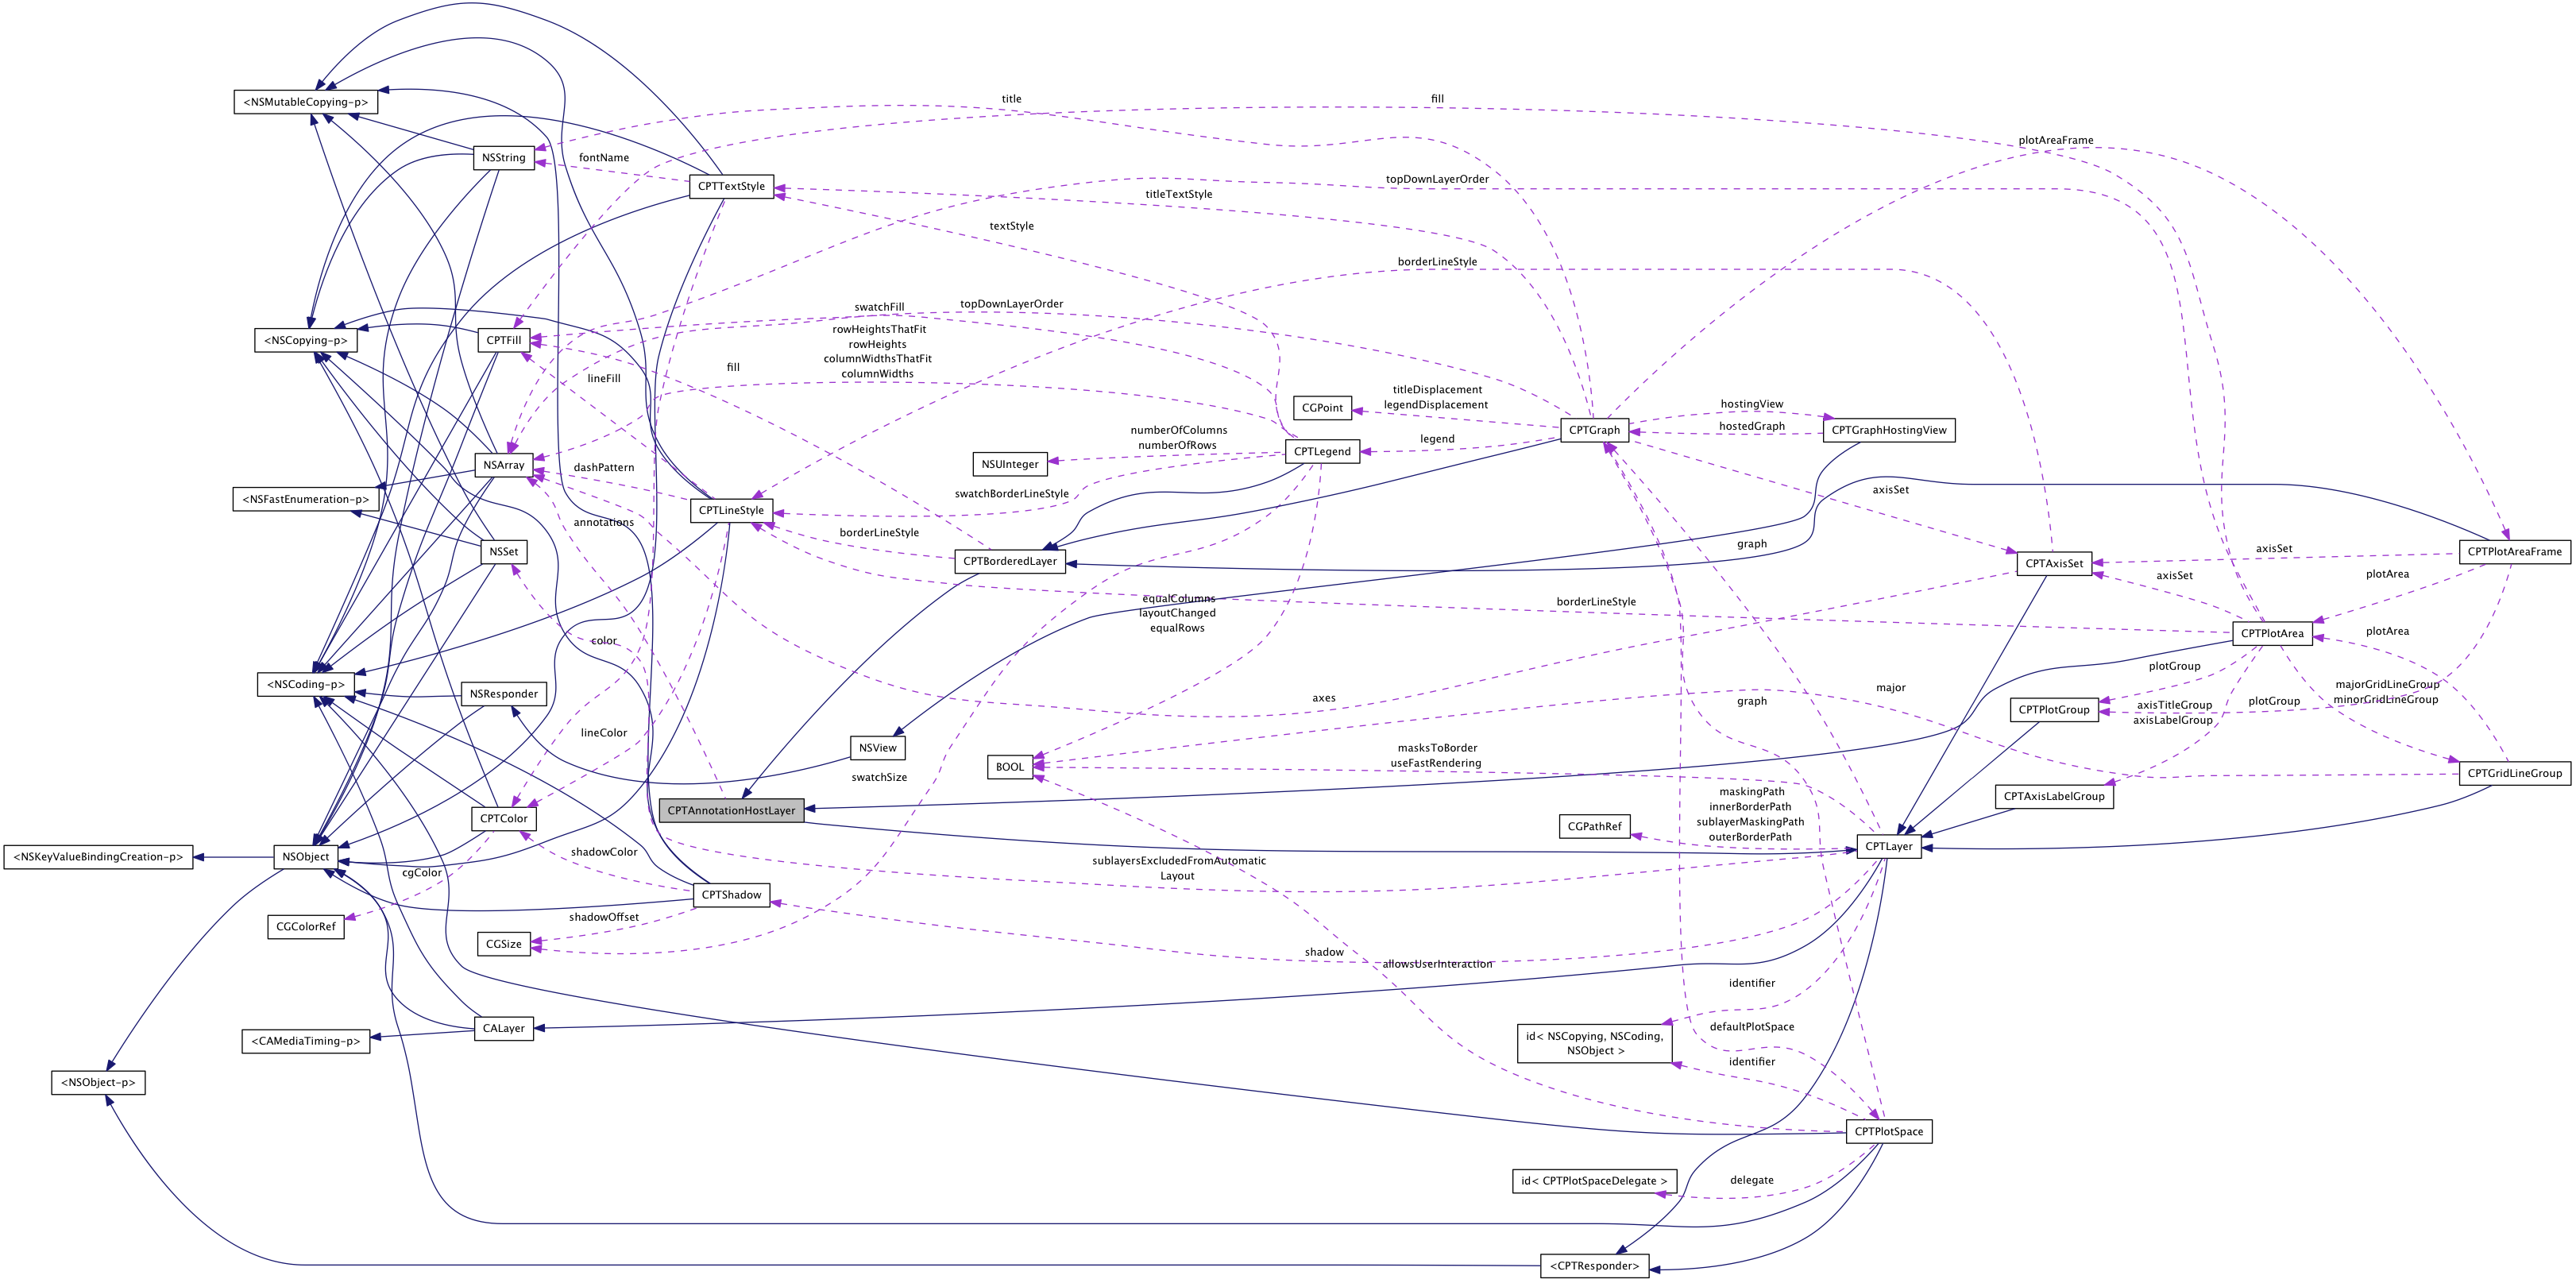 <NSMutableCopying-p>
title
fill
plotAreaFrame
NSString
fontName
CPTTextStyle
titleTextStyle
topDownLayerOrder
textStyle
borderLineStyle
swatchFill
topDownLayerOrder
<NSCopying-p>
CPTFill
rowHeightsThatFit
rowHeights
columnWidthsThatFit
columnWidths
lineFill
fill
titleDisplacement
legendDisplacement
CGPoint
hostingView
hostedGraph
CPTGraph
CPTGraphHostingView
numberOfColumns
numberOfRows
legend
CPTLegend
NSUInteger
NSArray
dashPattern
<NSFastEnumeration-p>
swatchBorderLineStyle
axisSet
CPTLineStyle
annotations
borderLineStyle
graph
NSSet
CPTBorderedLayer
axisSet
CPTPlotAreaFrame
CPTAxisSet
axisSet
plotArea
equalColumns
layoutChanged
equalRows
borderLineStyle
CPTPlotArea
plotArea
color
plotGroup
<NSCoding-p>
NSResponder
axes
major
graph
majorGridLineGroup
minorGridLineGroup
CPTPlotGroup
axisTitleGroup
axisLabelGroup
plotGroup
lineColor
NSView
masksToBorder
useFastRendering
BOOL
swatchSize
CPTGridLineGroup
CPTAnnotationHostLayer
CPTAxisLabelGroup
maskingPath
innerBorderPath
sublayerMaskingPath
outerBorderPath
CGPathRef
CPTColor
CPTLayer
<NSKeyValueBindingCreation-p>
NSObject
shadowColor
sublayersExcludedFromAutomatic
Layout
cgColor
CPTShadow
CGColorRef
shadowOffset
CGSize
shadow
allowsUserInteraction
identifier
CALayer
<CAMediaTiming-p>
defaultPlotSpace
id< NSCopying, NSCoding,
NSObject >
identifier
<NSObject-p>
CPTPlotSpace
id< CPTPlotSpaceDelegate >
delegate
<CPTResponder>